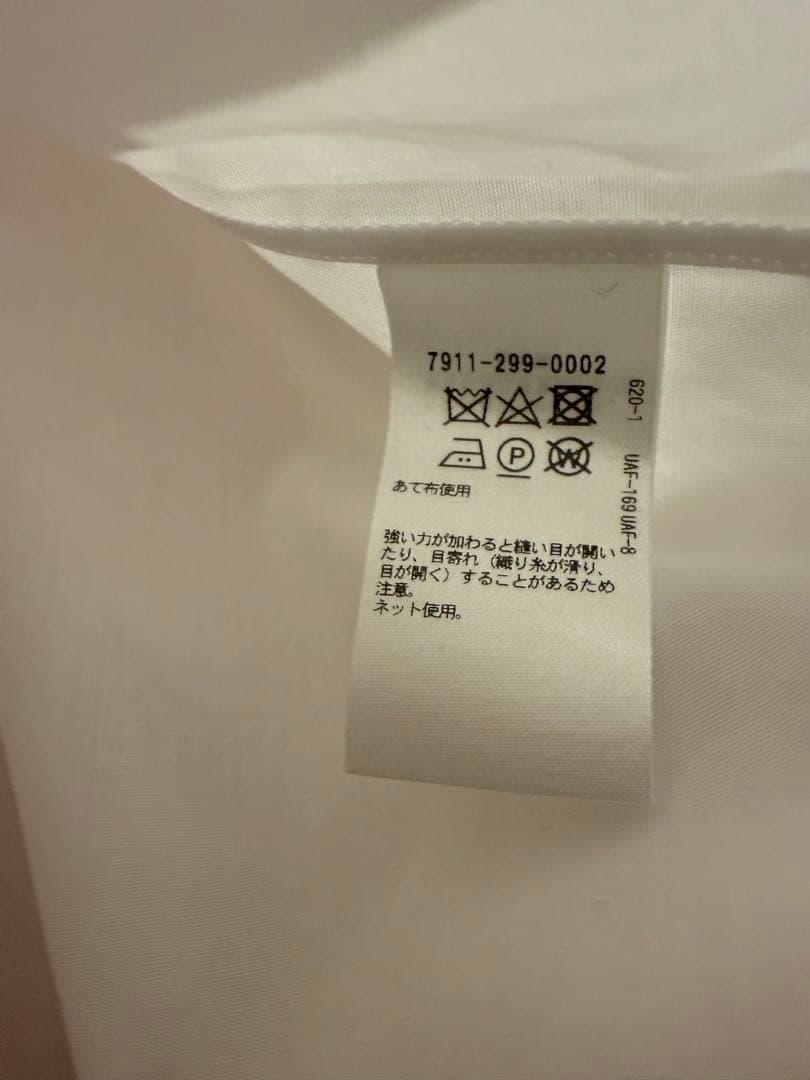 7911-299-0002
P W
あて布使用
強い力が加わると縫い目が開い
たり、目寄れ（織り糸が滑り、
目が開く）することがあるため
注意。
ネット使用。
620-1 UAF-169 UAF-8